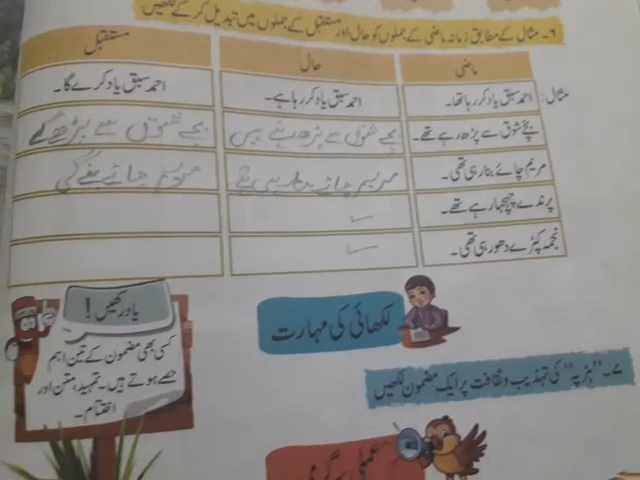 ۶۔ مثال کے مطابق زمانہ ماضی کے جملوں کو حال اور مستقبل کے جملوں میں تبدیل کر کے لکھیں
ماضی حال مستقبل
مثال: احمد سبق یاد کر رہا تھا۔ احمد سبق یاد کر رہا ہے۔ احمد سبق یاد کرے گا۔
بچے شوق سے پڑھ رہے تھے۔ بچے شوق سے پڑھ رہے ہیں بچے شوق سے پڑھے گے
مریم چائے بنا رہی تھی۔ مریم چائے بنا رہی ہے مریم چائے بنے گی
پرندے چہچہا رہے تھے۔
نجمہ کپڑے دھو رہی تھی۔
لکھائی کی مہارت
۷۔ "ہڑپہ" کی تہذیب و ثقافت پر ایک مضمون لکھیں
یاد رکھیں!
کسی بھی مضمون کے تین اہم
حصے ہوتے ہیں۔ تمہید، متن اور
اختتام۔
عملی سرگرمی